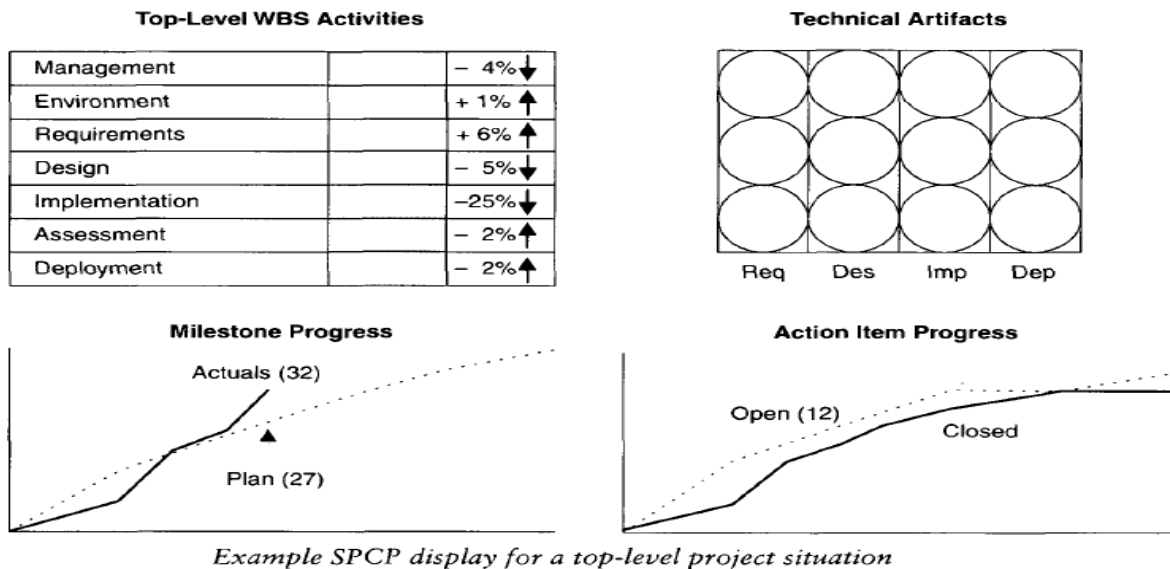 Top-Level WBS Activities
Management − 4%
Environment + 1%
Requirements + 6%
Design − 5%
Implementation −25%
Assessment − 2%
Deployment − 2%
Technical Artifacts
Req Des Imp Dep
Milestone Progress
Actuals (32)
Plan (27)
Action Item Progress
Open (12)
Closed
Example SPCP display for a top-level project situation